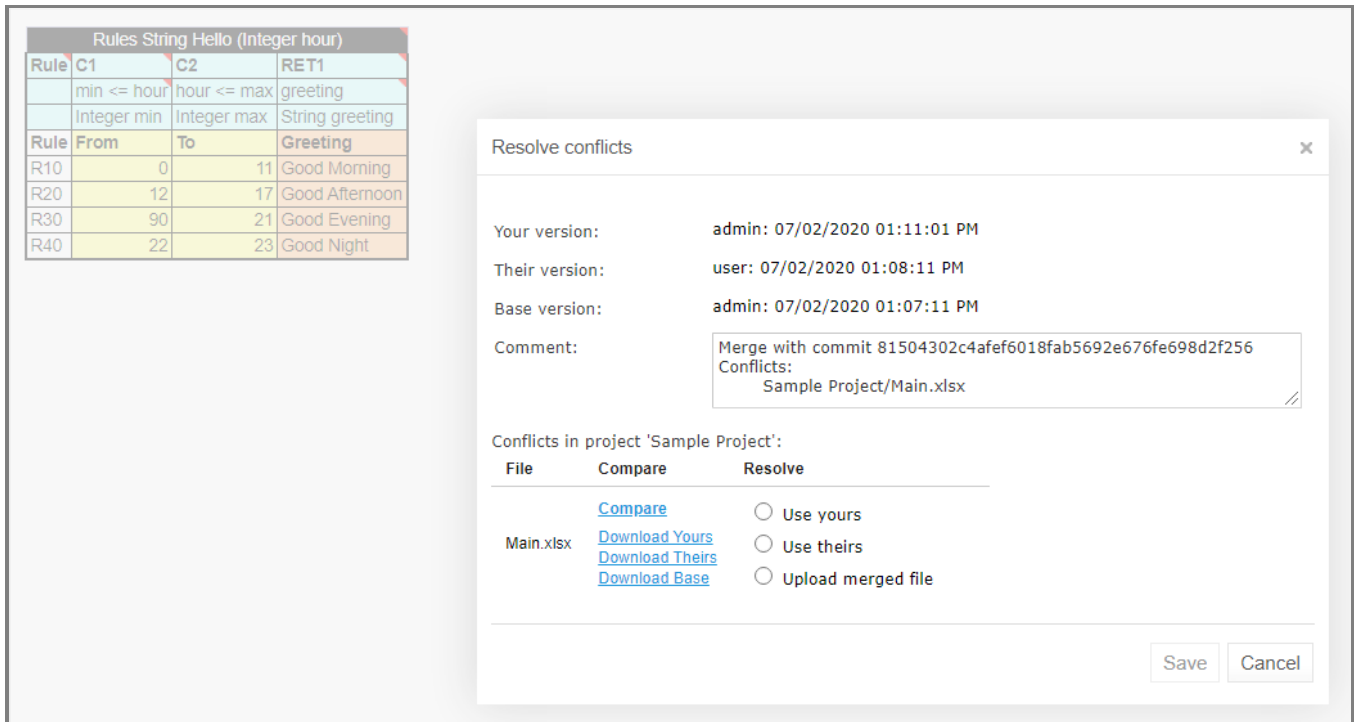 Rules String Hello (Integer hour)
Rule C1 C2 RET1
min <= hour hour <= max greeting
Integer min Integer max String greeting
Rule From To Greeting
R10 0 11 Good Morning
R20 12 17 Good Afternoon
R30 90 21 Good Evening
R40 22 23 Good Night
Resolve conflicts ×
Your version: admin: 07/02/2020 01:11:01 PM
Their version: user: 07/02/2020 01:08:11 PM
Base version: admin: 07/02/2020 01:07:11 PM
Comment: Merge with commit 81504302c4afef6018fab5692e676fe698d2f256
Conflicts:
Sample Project/Main.xlsx
Conflicts in project 'Sample Project':
File Compare Resolve
Compare Use yours
Main.xlsx Download Yours
Download Theirs Use theirs
Download Base Upload merged file
Save Cancel